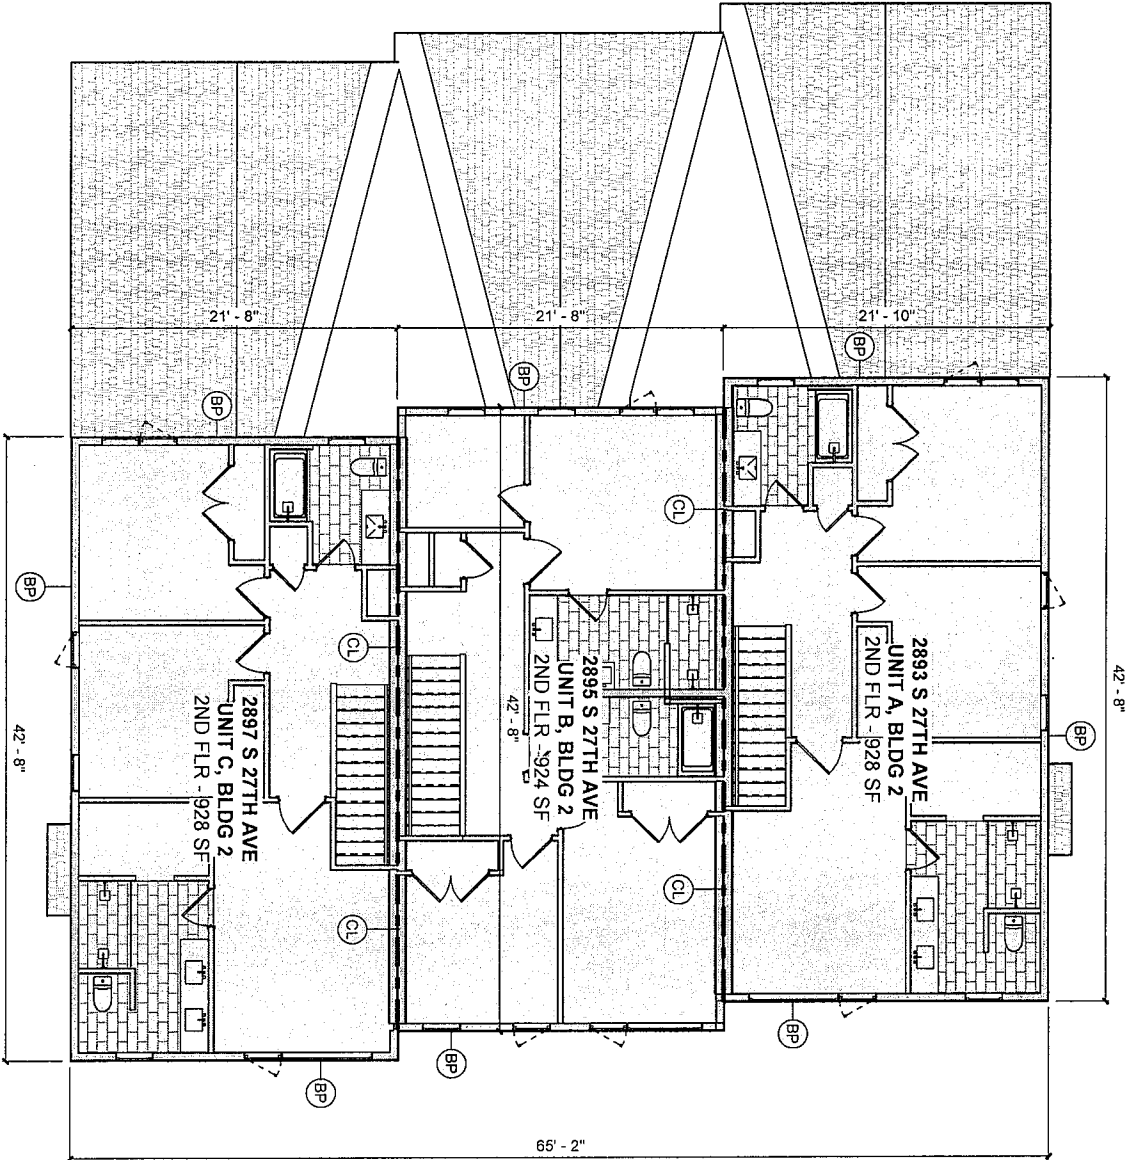 21' - 8"
21' - 8"
21' - 10"
BP
BP
BP
CL
BP
CL
2893 S 27TH AVE
UNIT A, BLDG 2
2ND FLR - 928 SF
42' - 8"
BP
2895 S 27TH AVE
UNIT B, BLDG 2
2ND FLR - 924 SF
42' - 8"
2897 S 27TH AVE
UNIT C, BLDG 2
2ND FLR - 928 SF
42' - 8"
CL
CL
BP
BP
BP
65' - 2"